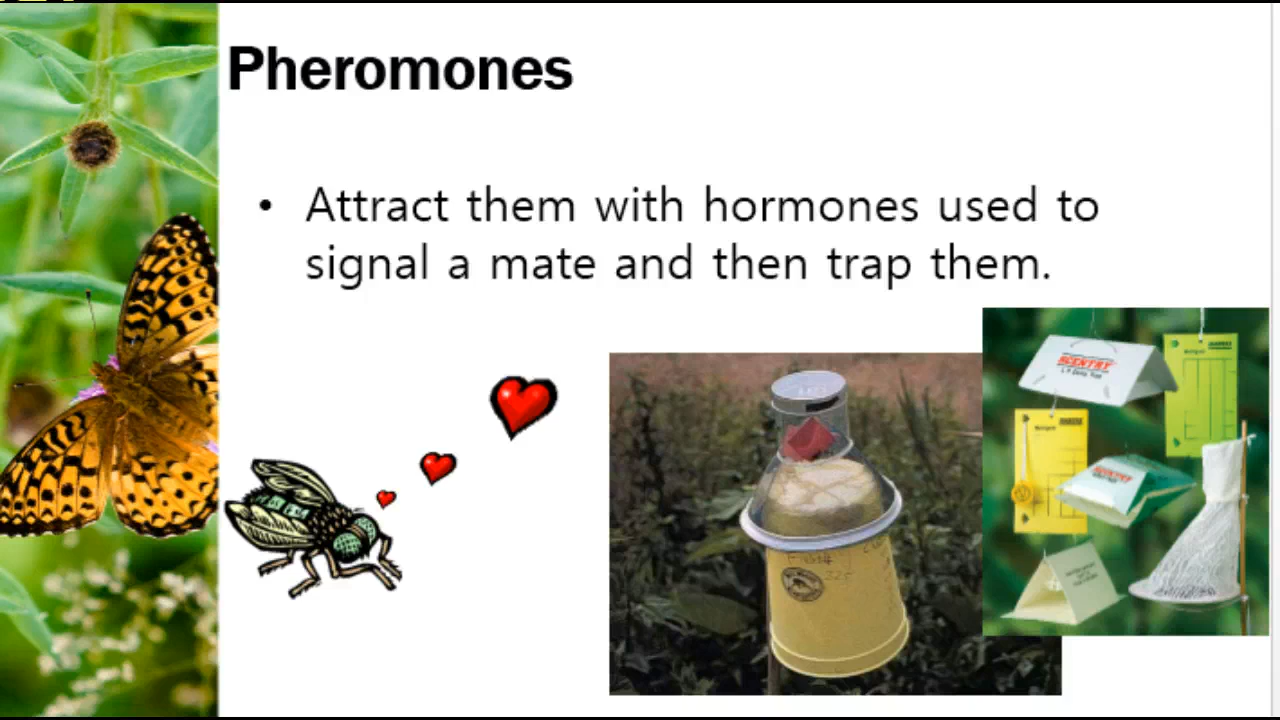 Pheromones
• Attract them with hormones used to
signal a mate and then trap them.
SCENTRY
SCENTRY